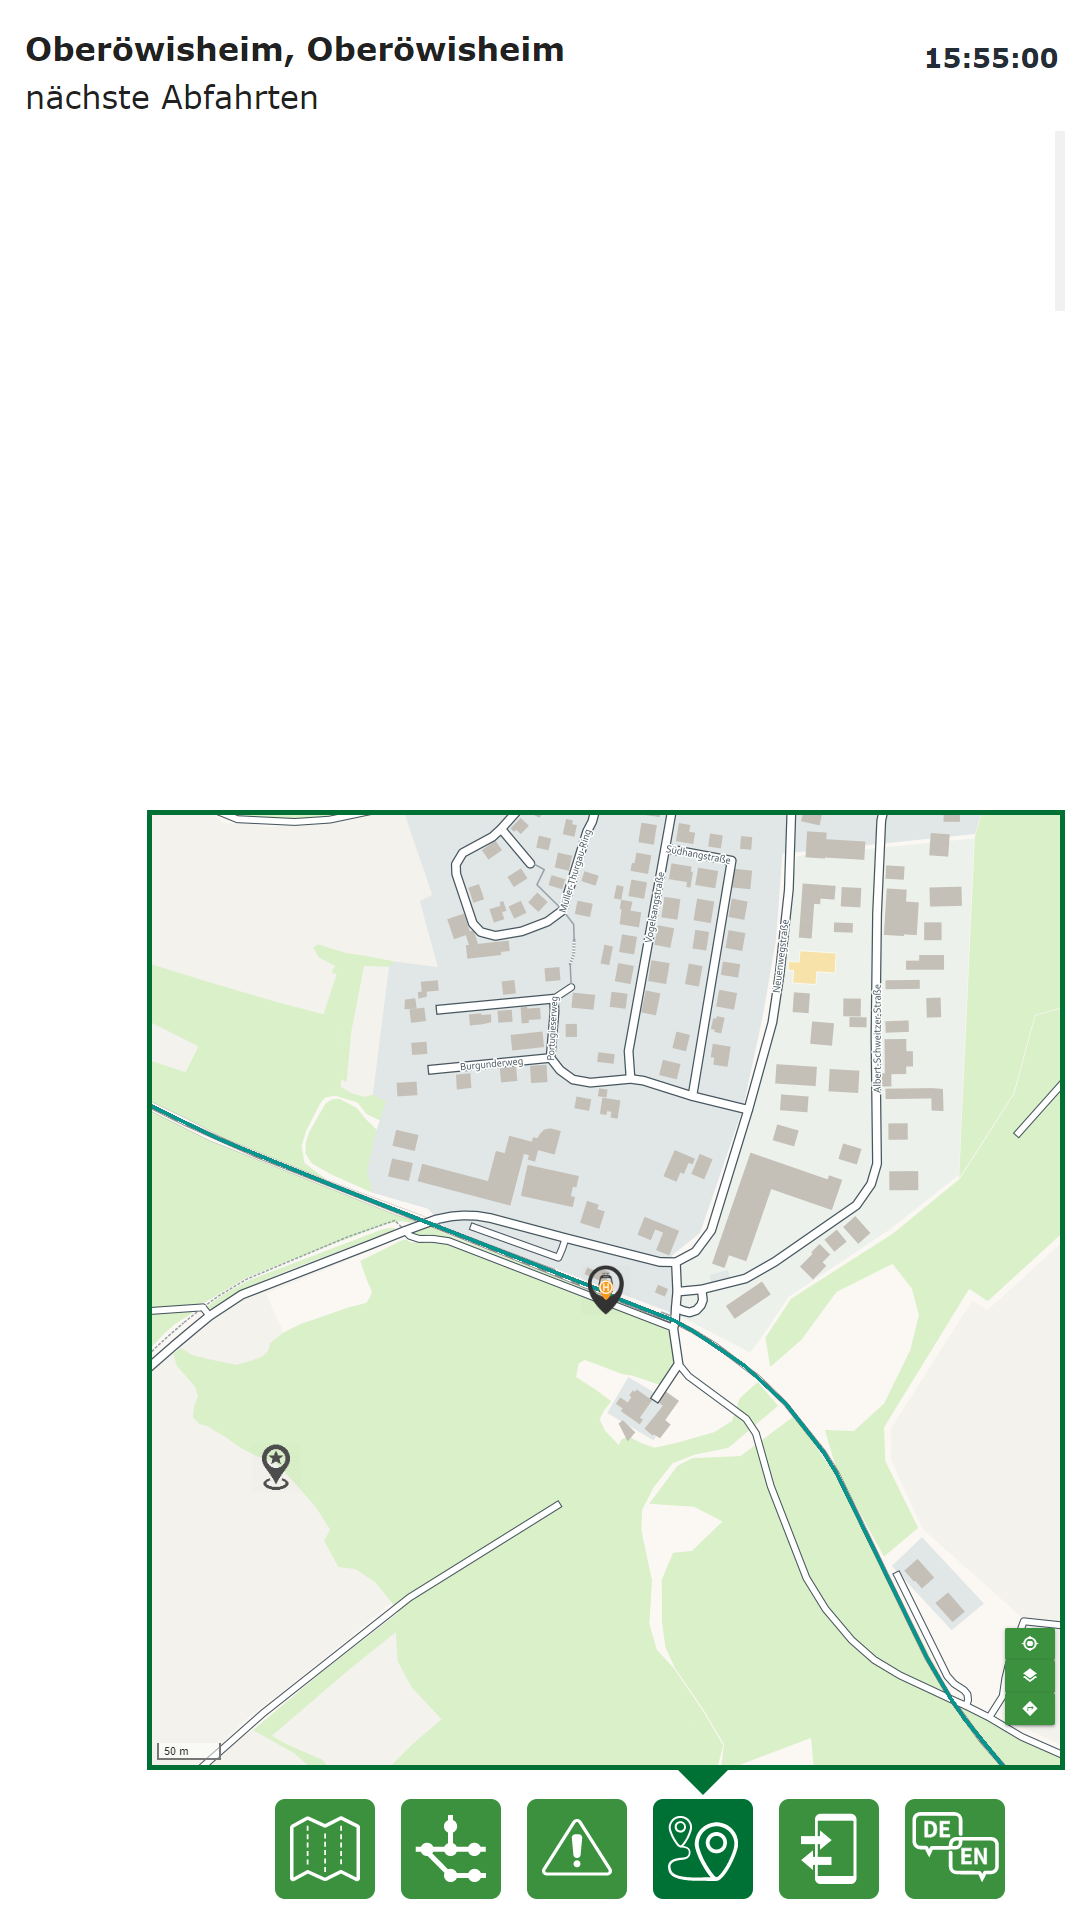 Oberöwisheim, Oberöwisheim
15:55:00
nächste Abfahrten
Müller-Thurgau-Ring
Südhangstraße
Vogelsangstraße
Neuenwegstraße
Albert-Schweitzer-Straße
Portugieserweg
Burgunderweg
H
50 m
DE
EN